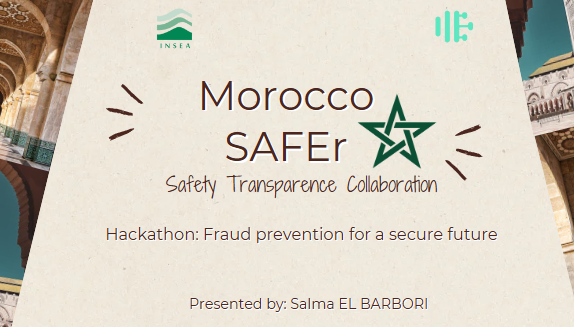 INSEA
Morocco
SAFEr
Safety Transparence Collaboration
Hackathon: Fraud prevention for a secure future
Presented by: Salma EL BARBORI